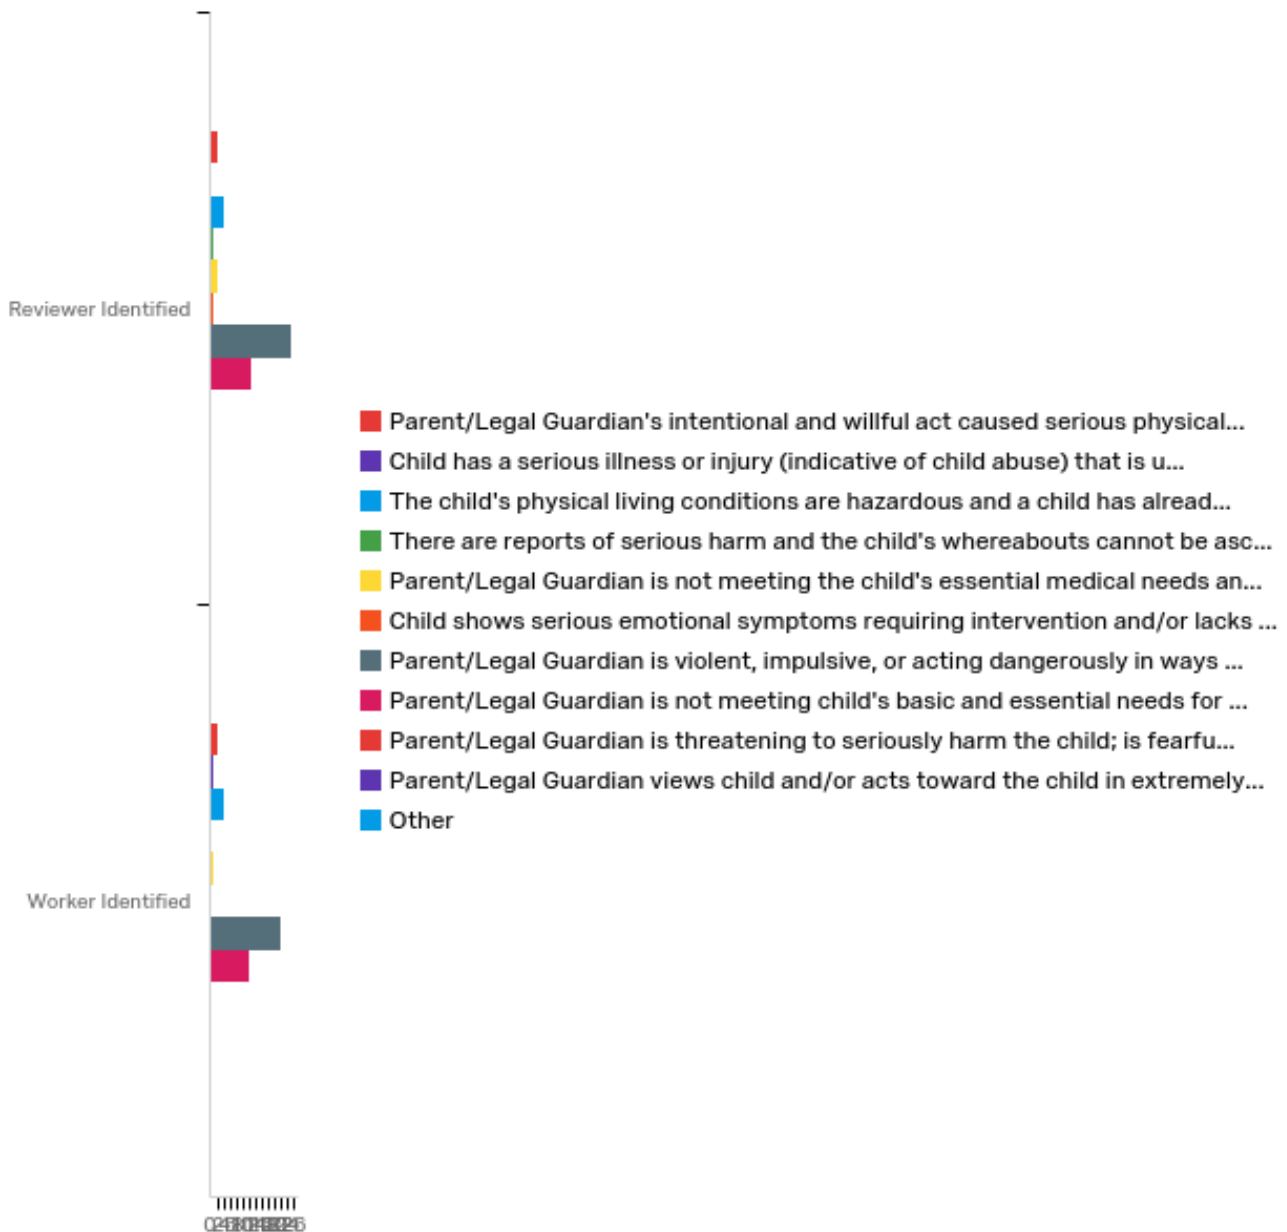 Reviewer Identified
Parent/Legal Guardian's intentional and willful act caused serious physical...
Child has a serious illness or injury (indicative of child abuse) that is u...
The child's physical living conditions are hazardous and a child has alread...
There are reports of serious harm and the child's whereabouts cannot be asc...
Parent/Legal Guardian is not meeting the child's essential medical needs an...
Child shows serious emotional symptoms requiring intervention and/or lacks ...
Parent/Legal Guardian is violent, impulsive, or acting dangerously in ways ...
Parent/Legal Guardian is not meeting child's basic and essential needs for ...
Parent/Legal Guardian is threatening to seriously harm the child; is fearfu...
Parent/Legal Guardian views child and/or acts toward the child in extremely...
Other
Worker Identified